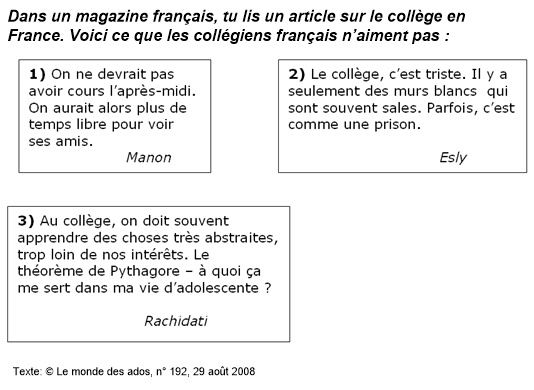 Dans un magazine français, tu lis un article sur le collège en
France. Voici ce que les collégiens français n'aiment pas :
1) On ne devrait pas
avoir cours l'après-midi.
On aurait alors plus de
temps libre pour voir
ses amis.
Manon
2) Le collège, c'est triste. Il y a
seulement des murs blancs qui
sont souvent sales. Parfois, c'est
comme une prison.
Esly
3) Au collège, on doit souvent
apprendre des choses très abstraites,
trop loin de nos intérêts. Le
théorème de Pythagore – à quoi ça
me sert dans ma vie d'adolescente ?
Rachidati
Texte: © Le monde des ados, n° 192, 29 août 2008